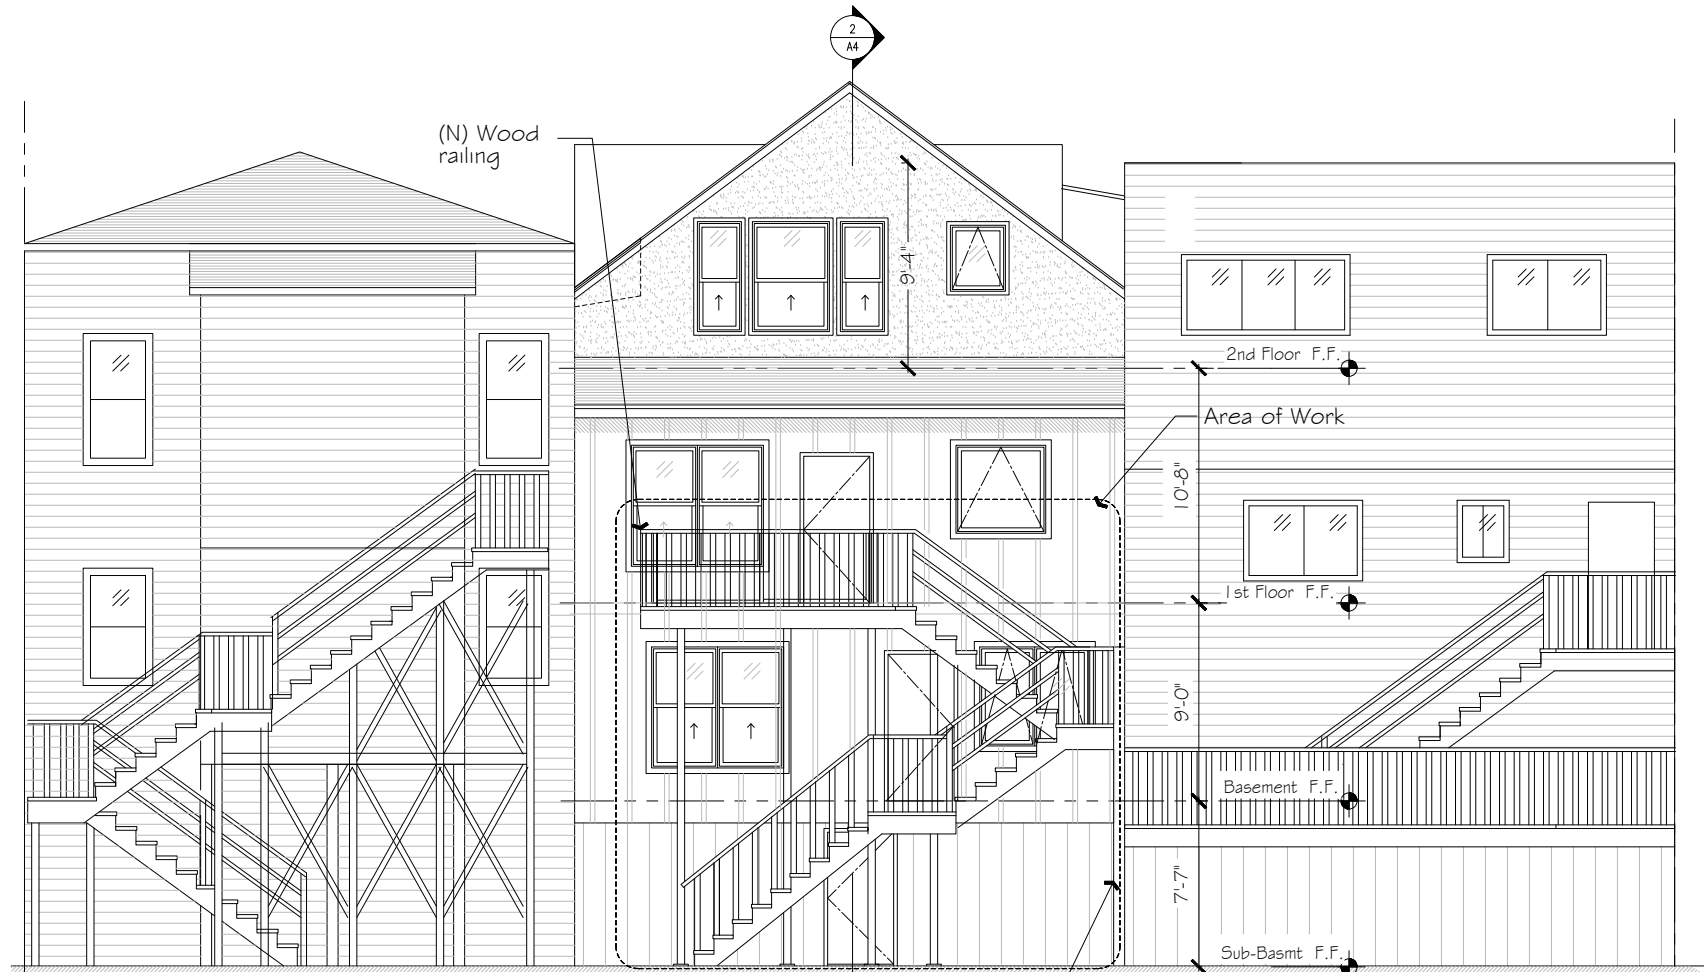 2
A4
(N) Wood
railing
9'-4"
2nd Floor F.F.
Area of Work
10'-8"
1st Floor F.F.
9'-0"
Basement F.F.
7'-7"
Sub-Basmt F.F.